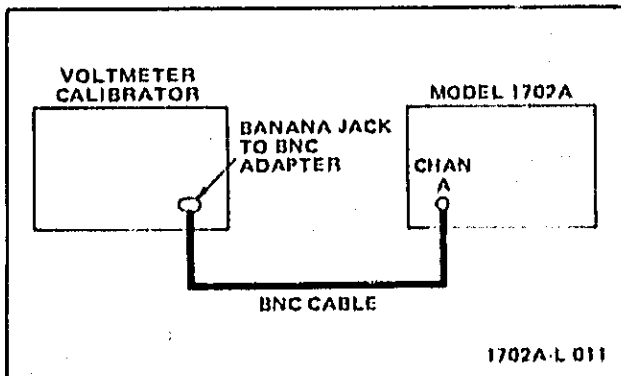 VOLTMETER
CALIBRATOR
BANANA JACK
TO BNC
ADAPTER
MODEL 1702A
CHAN
A
BNC CABLE
1702A-L 011